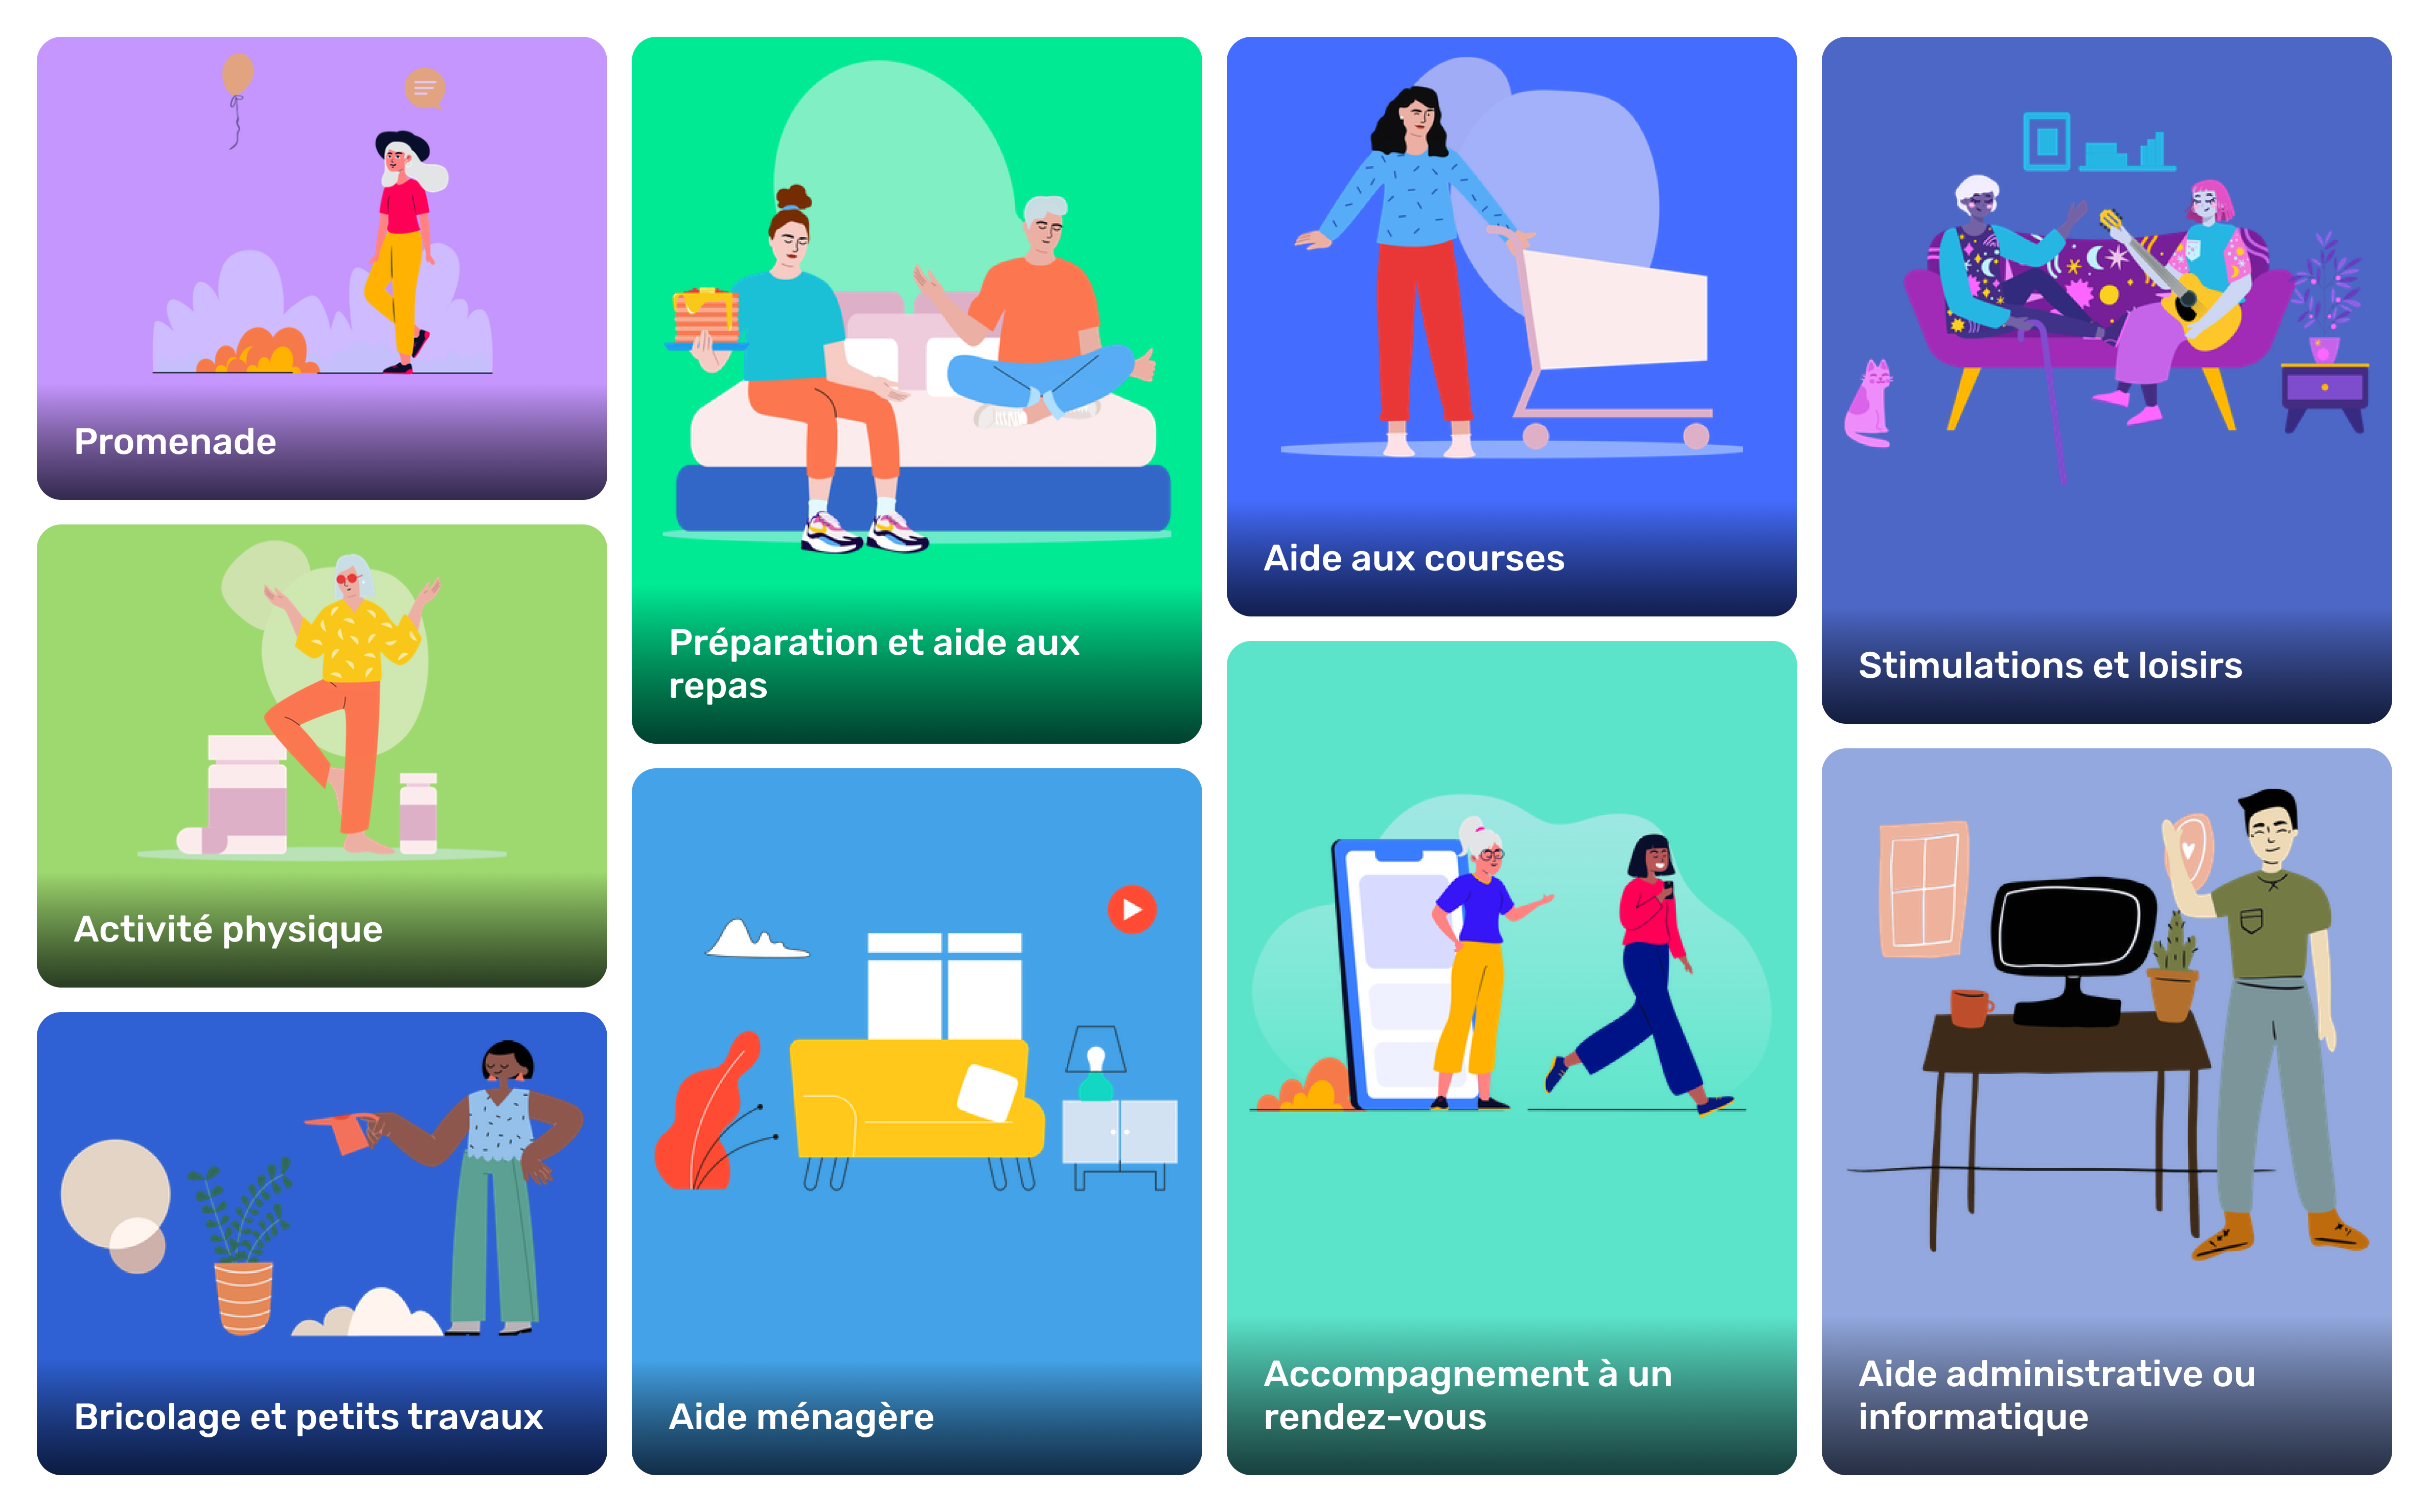 Promenade
Activité physique
Bricolage et petits travaux
Préparation et aide aux
repas
Aide ménagère
Aide aux courses
Accompagnement à un
rendez-vous
Stimulations et loisirs
Aide administrative ou
informatique